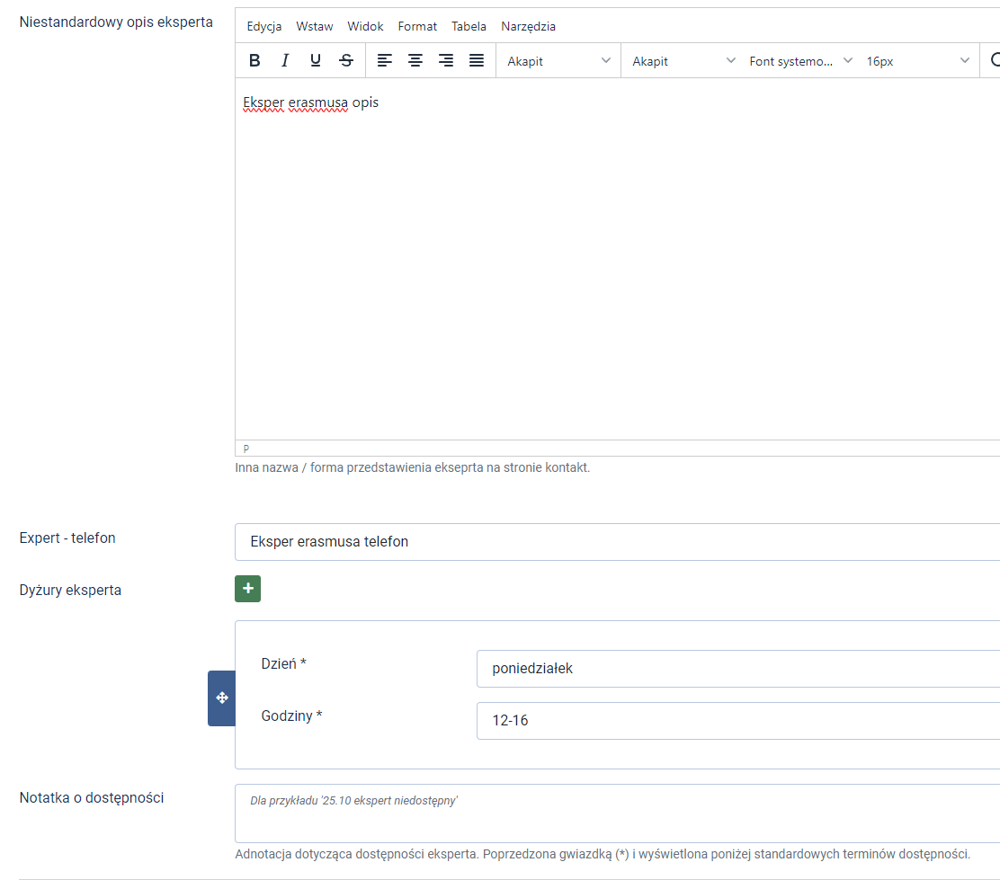 Niestandardowy opis eksperta
Edycja Wstaw Widok Format Tabela Narzędzia
B I U S Akapit Akapit Font systemo... 16px
Eksper erasmusa opis
P
Inna nazwa / forma przedstawienia ekseprta na stronie kontakt.
Expert - telefon
Eksper erasmusa telefon
Dyżury eksperta
Dzień *
poniedziałek
Godziny *
12-16
Notatka o dostępności
Dla przykładu '25.10 ekspert niedostępny'
Adnotacja dotycząca dostępności eksperta. Poprzedzona gwiazdką (*) i wyświetlona poniżej standardowych terminów dostępności.